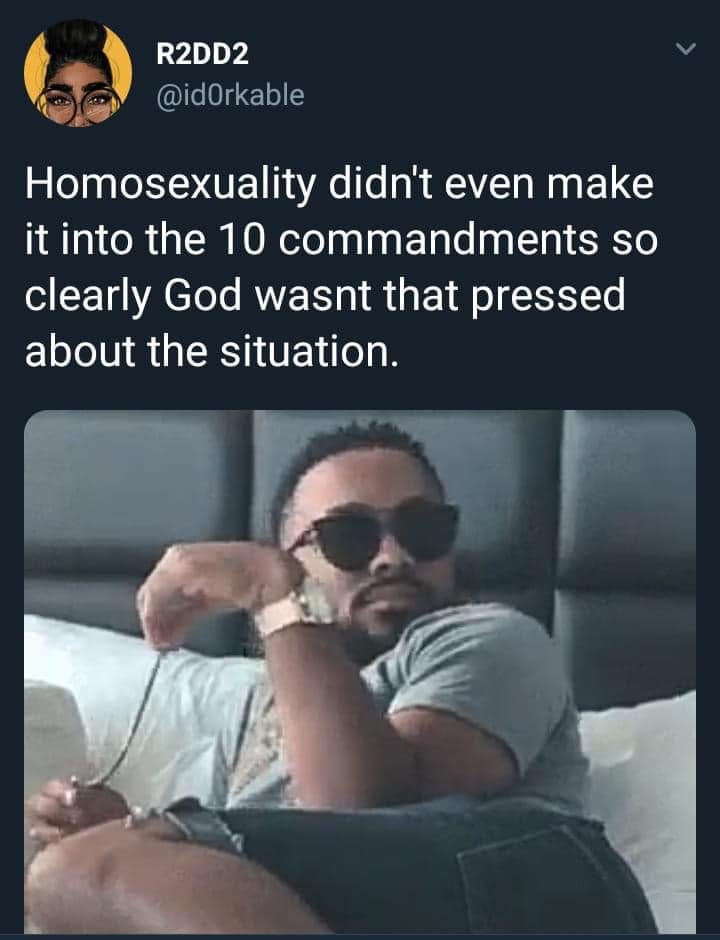 R2DD2
@id0rkable
Homosexuality didn't even make
it into the 10 commandments so
clearly God wasnt that pressed
about the situation.